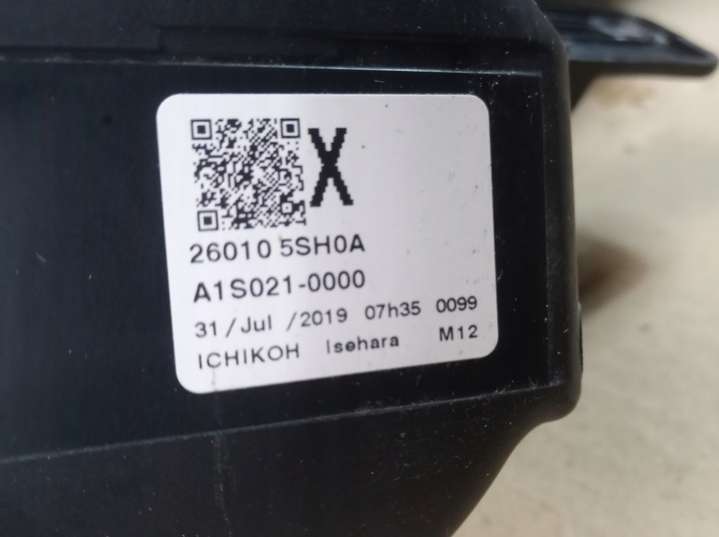 X
26010 5SH0A
A1S021-0000
31/Jul /2019 07h35 0099
ICHIKOH Isehara M12